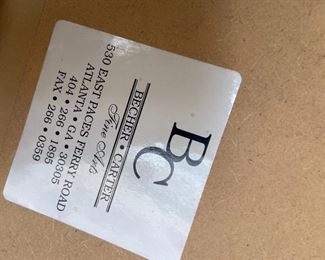 BC
BECHER • CARTER
Fine Arts
530 EAST PACES FERRY ROAD
ATLANTA • GA • 30305
404 • 266 • 1895
FAX • 266 • 0359